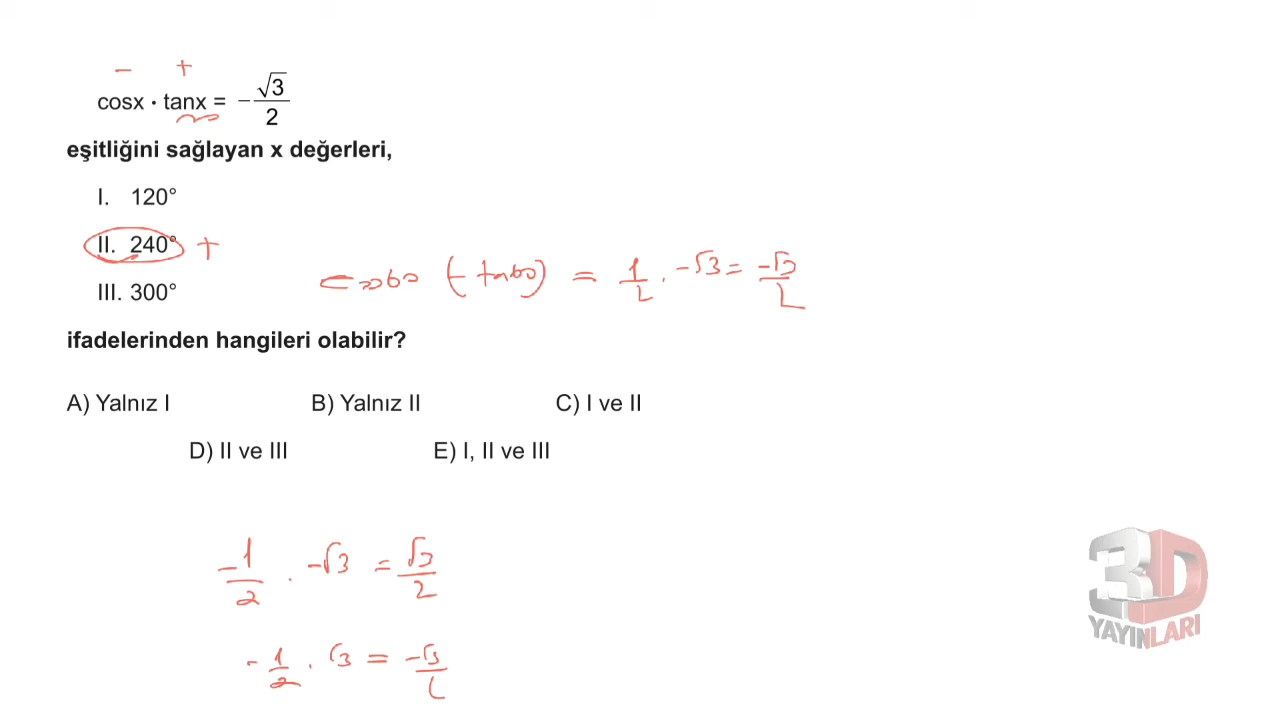 - +
cosx · tanx = -√3/2
eşitliğini sağlayan x değerleri,
I. 120°
II. 240° +
III. 300°
cos60 (-tan60) = 1/2 · -√3 = -√3/2
ifadelerinden hangileri olabilir?
A) Yalnız I B) Yalnız II C) I ve II
D) II ve III E) I, II ve III
-1/2 · -√3 = √3/2
-1/2 · √3 = -√3/2
3D
YAYINLARI